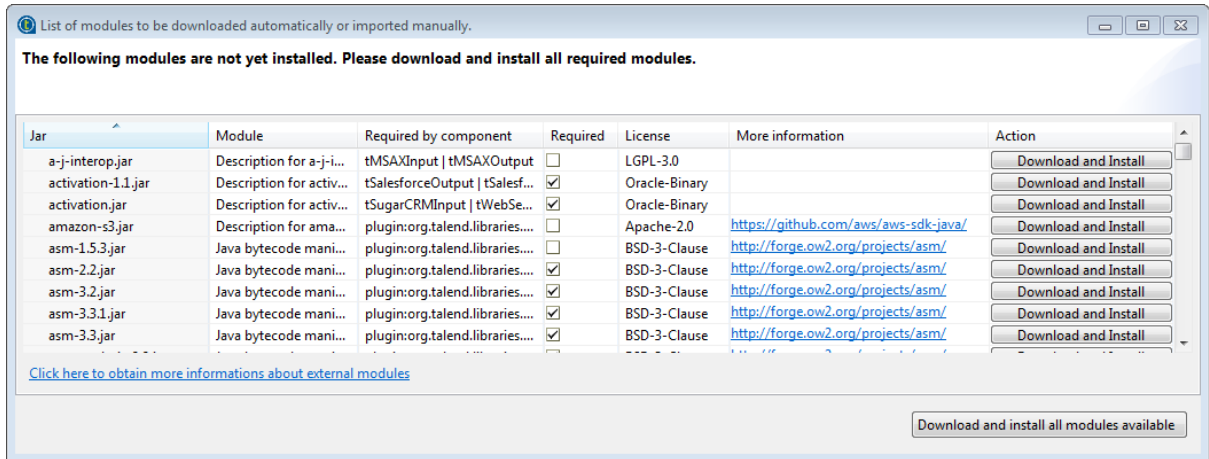 List of modules to be downloaded automatically or imported manually.
The following modules are not yet installed. Please download and install all required modules.
Jar Module Required by component Required License More information Action
a-j-interop.jar Description for a-j-i... tMSAXInput | tMSAXOutput LGPL-3.0 Download and Install
activation-1.1.jar Description for activ... tSalesforceOutput | tSalesf... Oracle-Binary Download and Install
activation.jar Description for activ... tSugarCRMInput | tWebSe... Oracle-Binary Download and Install
amazon-s3.jar Description for ama... plugin:org.talend.libraries.... Apache-2.0 https://github.com/aws/aws-sdk-java/ Download and Install
asm-1.5.3.jar Java bytecode mani... plugin:org.talend.libraries.... BSD-3-Clause http://forge.ow2.org/projects/asm/ Download and Install
asm-2.2.jar Java bytecode mani... plugin:org.talend.libraries.... BSD-3-Clause http://forge.ow2.org/projects/asm/ Download and Install
asm-3.2.jar Java bytecode mani... plugin:org.talend.libraries.... BSD-3-Clause http://forge.ow2.org/projects/asm/ Download and Install
asm-3.3.1.jar Java bytecode mani... plugin:org.talend.libraries.... BSD-3-Clause http://forge.ow2.org/projects/asm/ Download and Install
asm-3.3.jar Java bytecode mani... plugin:org.talend.libraries.... BSD-3-Clause http://forge.ow2.org/projects/asm/ Download and Install
Click here to obtain more informations about external modules
Download and install all modules available